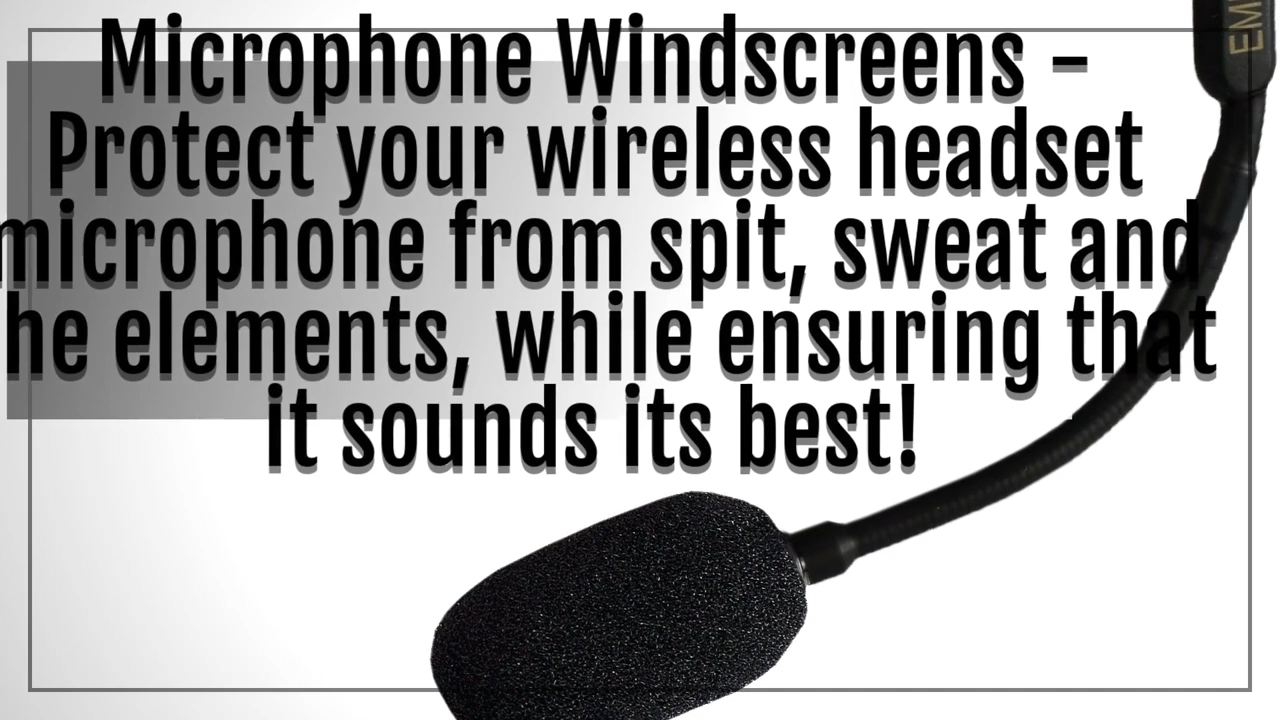 Microphone Windscreens –
Protect your wireless headset
microphone from spit, sweat and
he elements, while ensuring that
it sounds its best!
EM